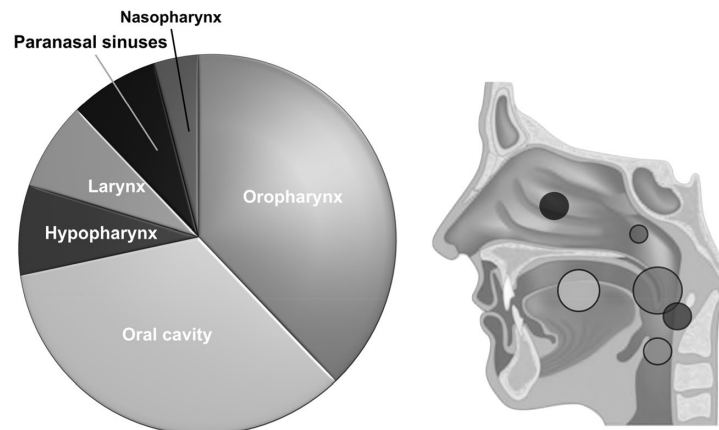 Nasopharynx
Paranasal sinuses
Larynx
Oropharynx
Hypopharynx
Oral cavity